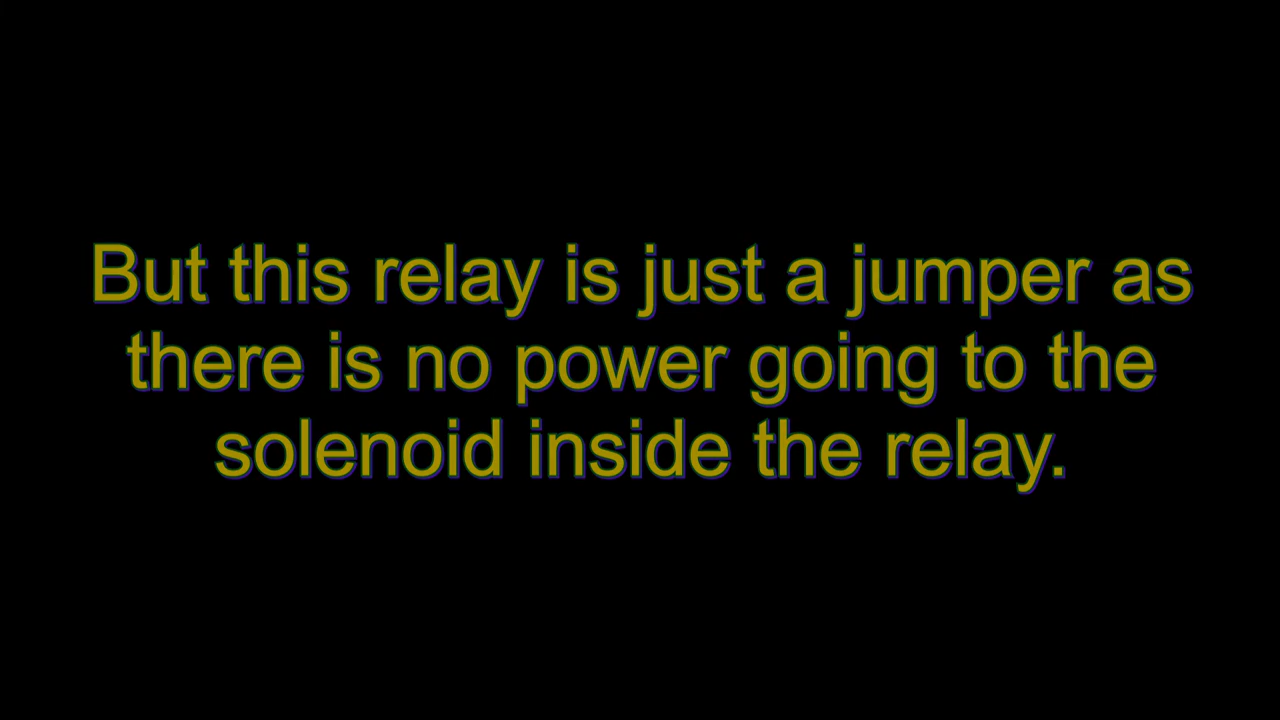 But this relay is just a jumper as
there is no power going to the
solenoid inside the relay.